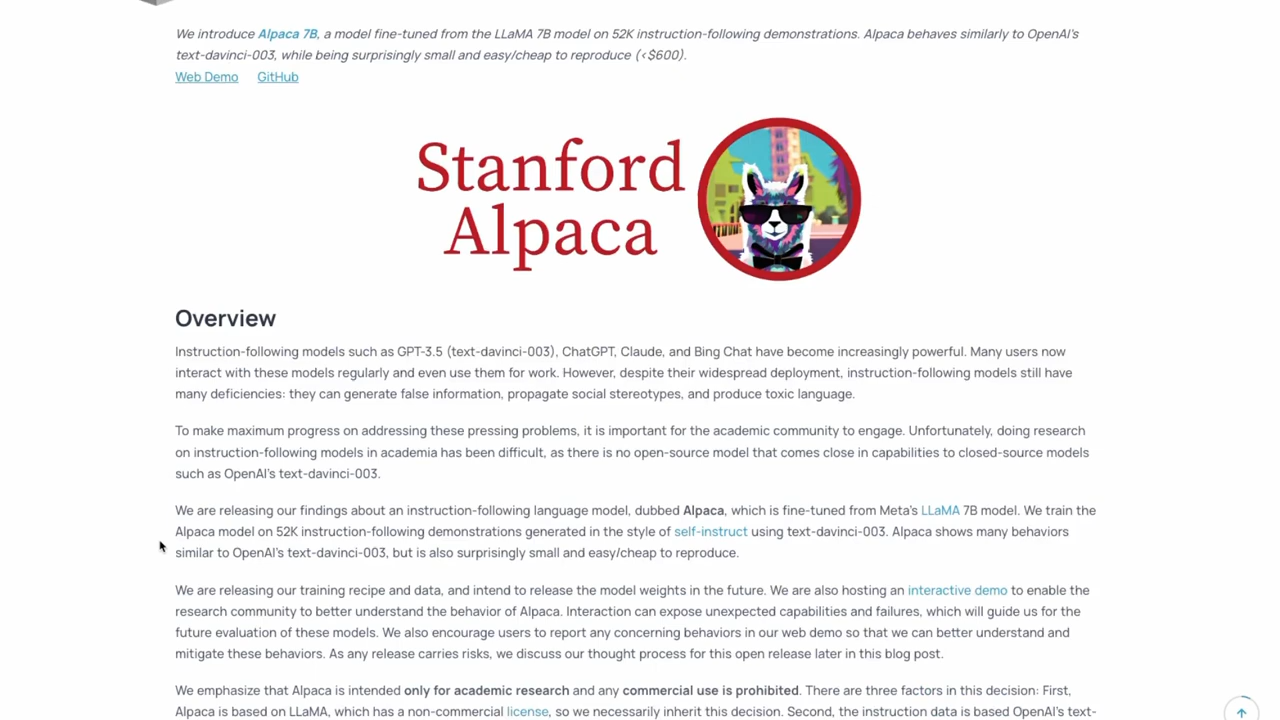 We introduce Alpaca 7B, a model fine-tuned from the LLaMA 7B model on 52K instruction-following demonstrations. Alpaca behaves similarly to OpenAI's
text-davinci-003, while being surprisingly small and easy/cheap to reproduce (<$600).
Web Demo GitHub
Stanford
Alpaca
Overview
Instruction-following models such as GPT-3.5 (text-davinci-003), ChatGPT, Claude, and Bing Chat have become increasingly powerful. Many users now
interact with these models regularly and even use them for work. However, despite their widespread deployment, instruction-following models still have
many deficiencies: they can generate false information, propagate social stereotypes, and produce toxic language.
To make maximum progress on addressing these pressing problems, it is important for the academic community to engage. Unfortunately, doing research
on instruction-following models in academia has been difficult, as there is no open-source model that comes close in capabilities to closed-source models
such as OpenAI's text-davinci-003.
We are releasing our findings about an instruction-following language model, dubbed Alpaca, which is fine-tuned from Meta's LLaMA 7B model. We train the
Alpaca model on 52K instruction-following demonstrations generated in the style of self-instruct using text-davinci-003. Alpaca shows many behaviors
similar to OpenAI's text-davinci-003, but is also surprisingly small and easy/cheap to reproduce.
We are releasing our training recipe and data, and intend to release the model weights in the future. We are also hosting an interactive demo to enable the
research community to better understand the behavior of Alpaca. Interaction can expose unexpected capabilities and failures, which will guide us for the
future evaluation of these models. We also encourage users to report any concerning behaviors in our web demo so that we can better understand and
mitigate these behaviors. As any release carries risks, we discuss our thought process for this open release later in this blog post.
We emphasize that Alpaca is intended only for academic research and any commercial use is prohibited. There are three factors in this decision: First,
Alpaca is based on LLaMA, which has a non-commercial license, so we necessarily inherit this decision. Second, the instruction data is based OpenAI's text-